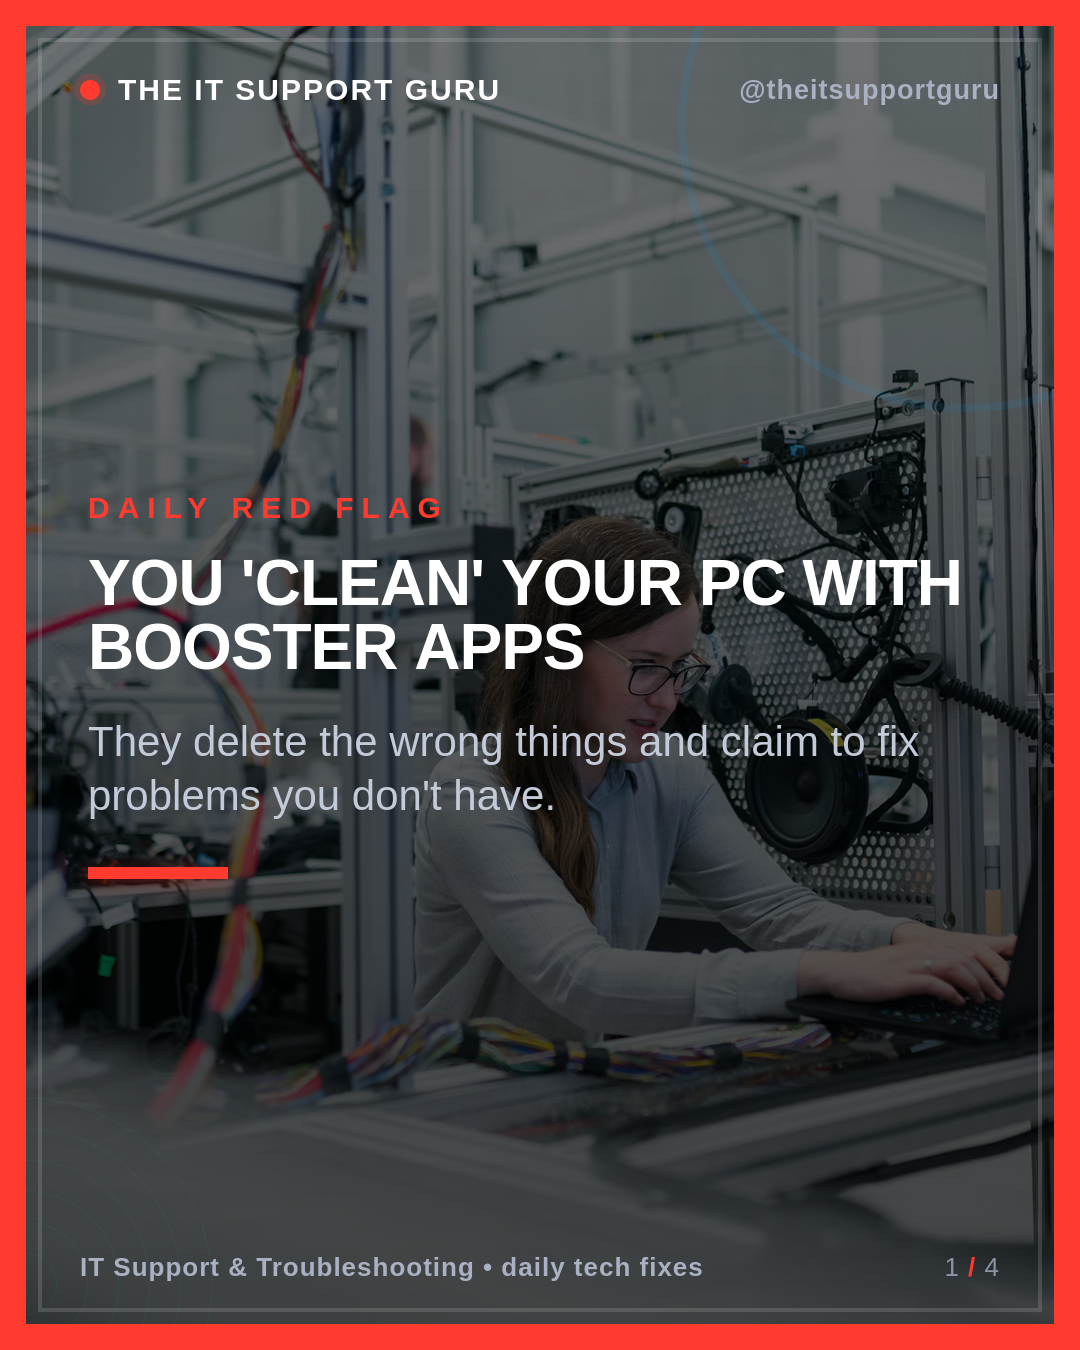 THE IT SUPPORT GURU
@theitsupportguru
DAILY RED FLAG
YOU 'CLEAN' YOUR PC WITH
BOOSTER APPS
They delete the wrong things and claim to fix
problems you don't have.
IT Support & Troubleshooting • daily tech fixes
1 / 4